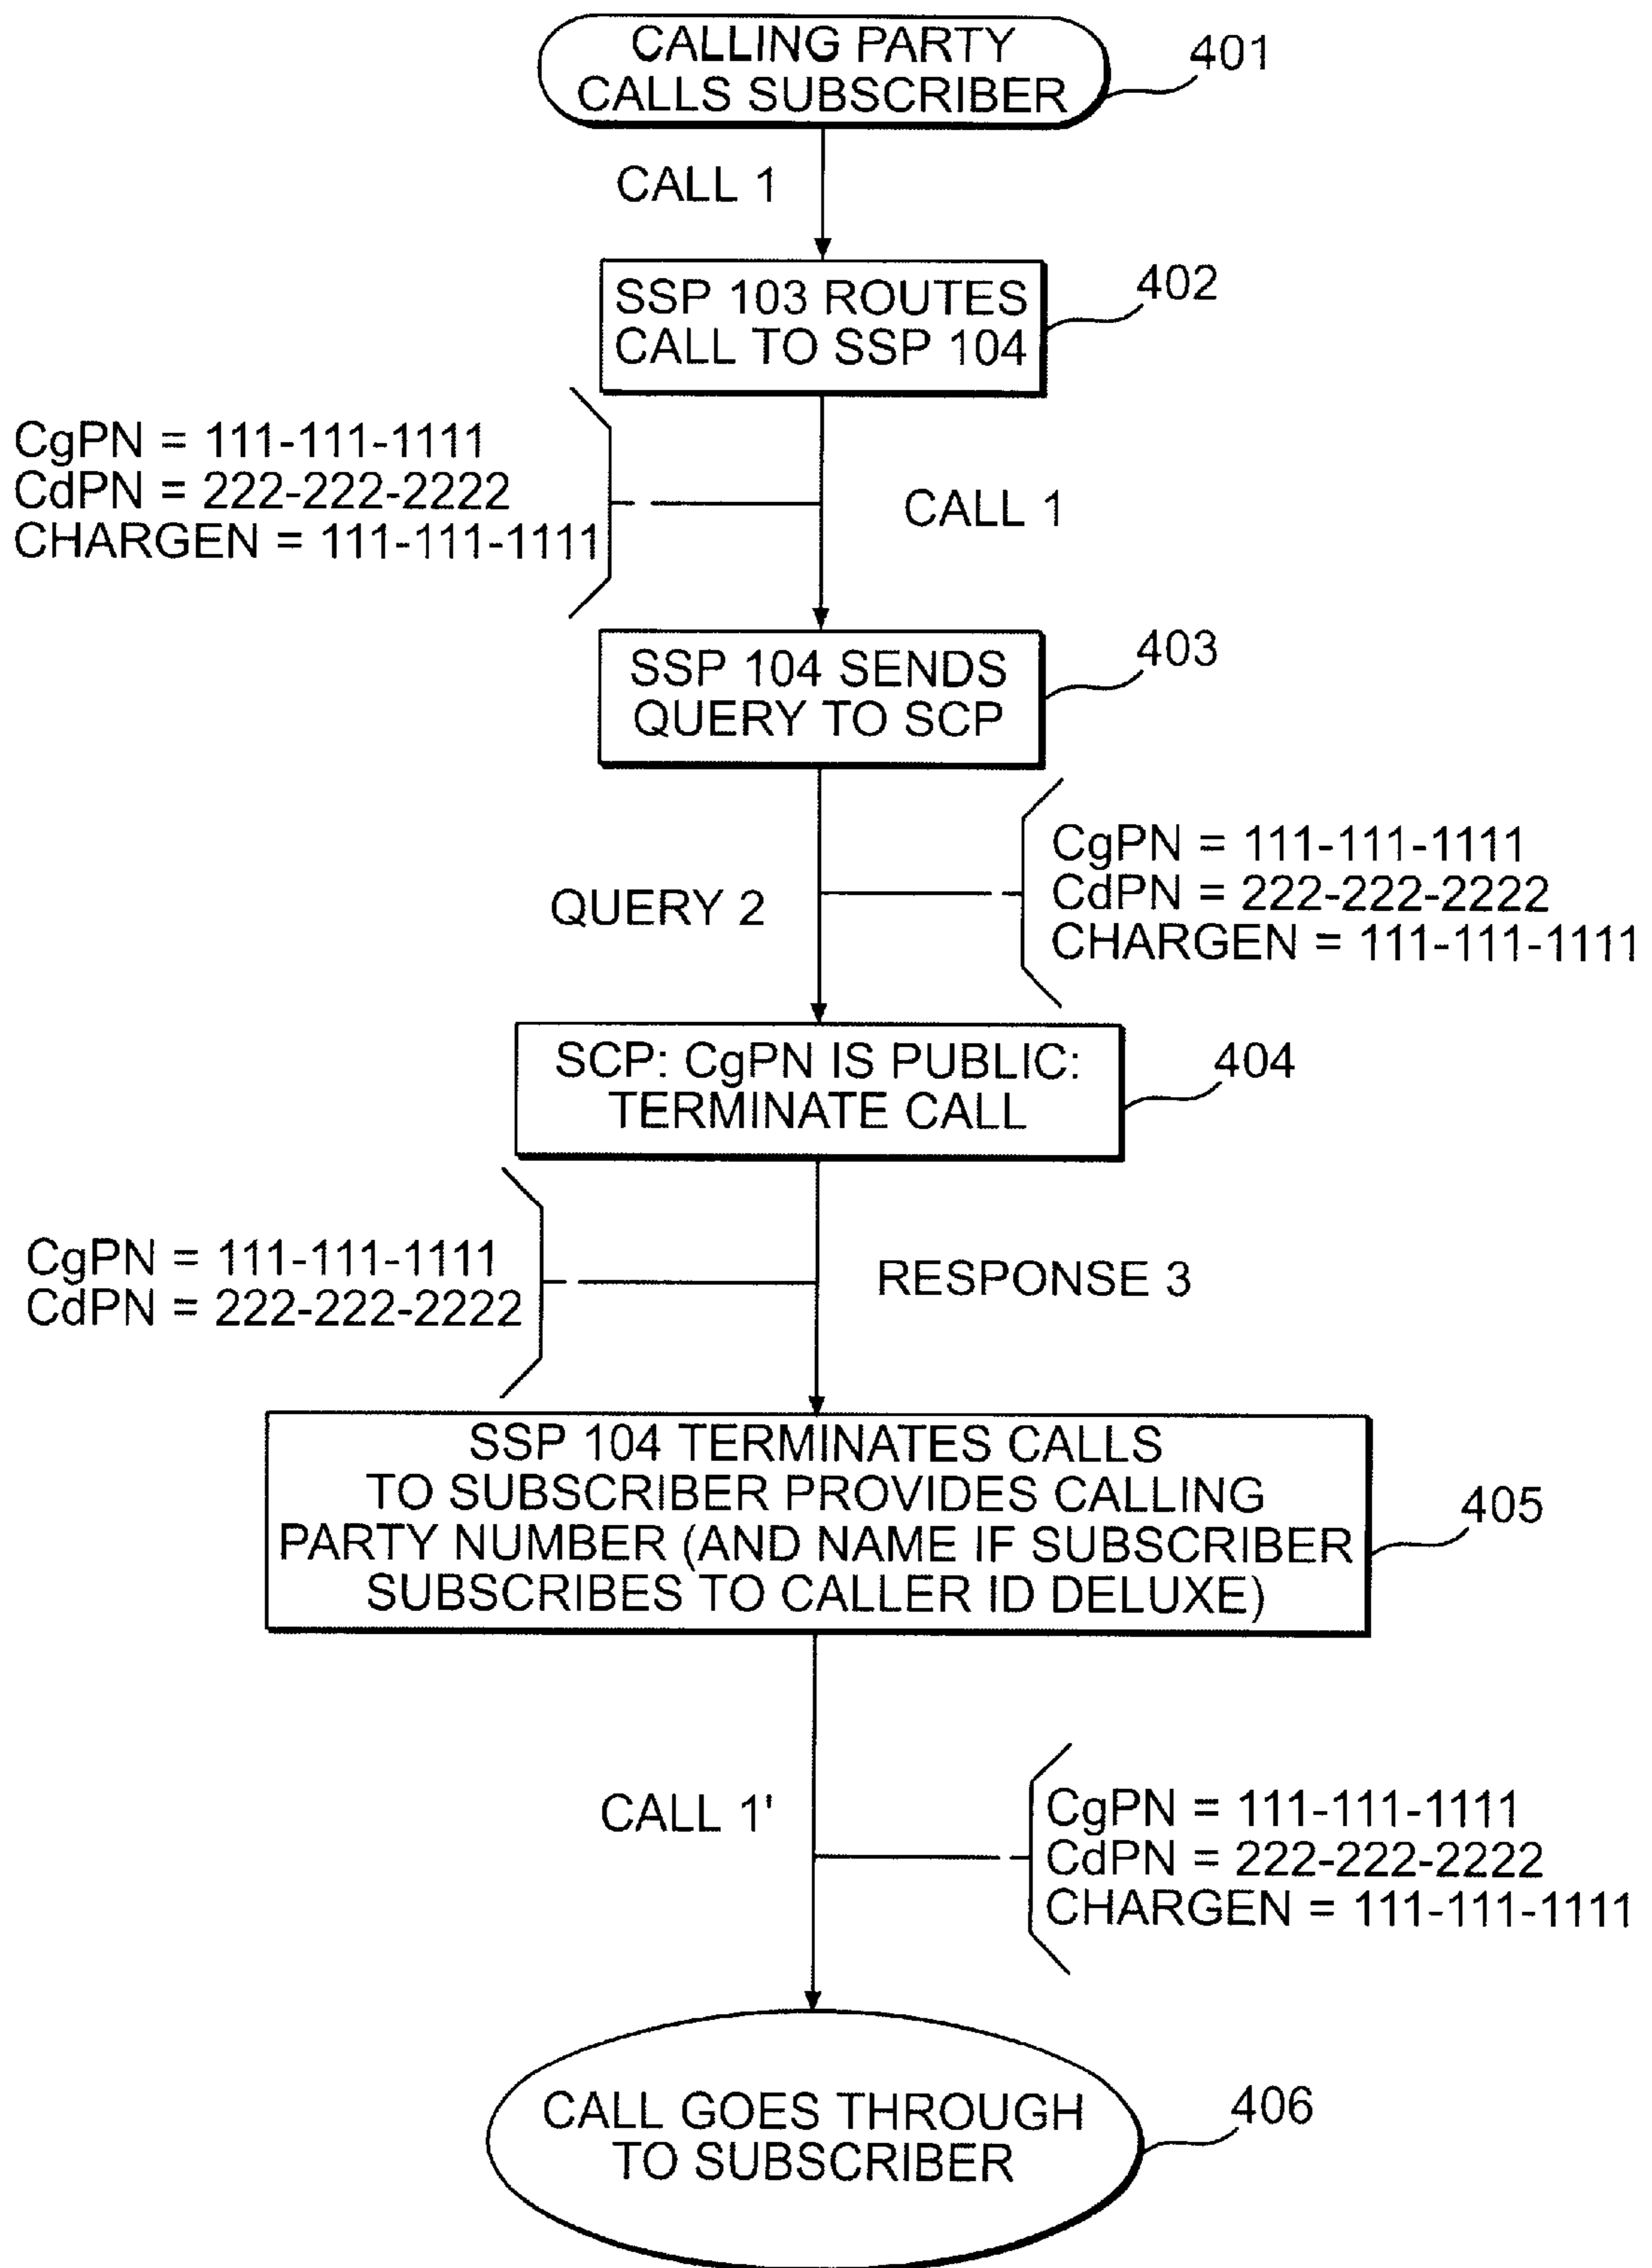 CALLING PARTY
CALLS SUBSCRIBER
401
CALL 1
SSP 103 ROUTES
CALL TO SSP 104
402
CgPN = 111-111-1111
CdPN = 222-222-2222
CHARGEN = 111-111-1111
CALL 1
SSP 104 SENDS
QUERY TO SCP
403
QUERY 2
CgPN = 111-111-1111
CdPN = 222-222-2222
CHARGEN = 111-111-1111
SCP: CgPN IS PUBLIC:
TERMINATE CALL
404
CgPN = 111-111-1111
CdPN = 222-222-2222
RESPONSE 3
SSP 104 TERMINATES CALLS
TO SUBSCRIBER PROVIDES CALLING
PARTY NUMBER (AND NAME IF SUBSCRIBER
SUBSCRIBES TO CALLER ID DELUXE)
405
CALL 1'
CgPN = 111-111-1111
CdPN = 222-222-2222
CHARGEN = 111-111-1111
CALL GOES THROUGH
TO SUBSCRIBER
406